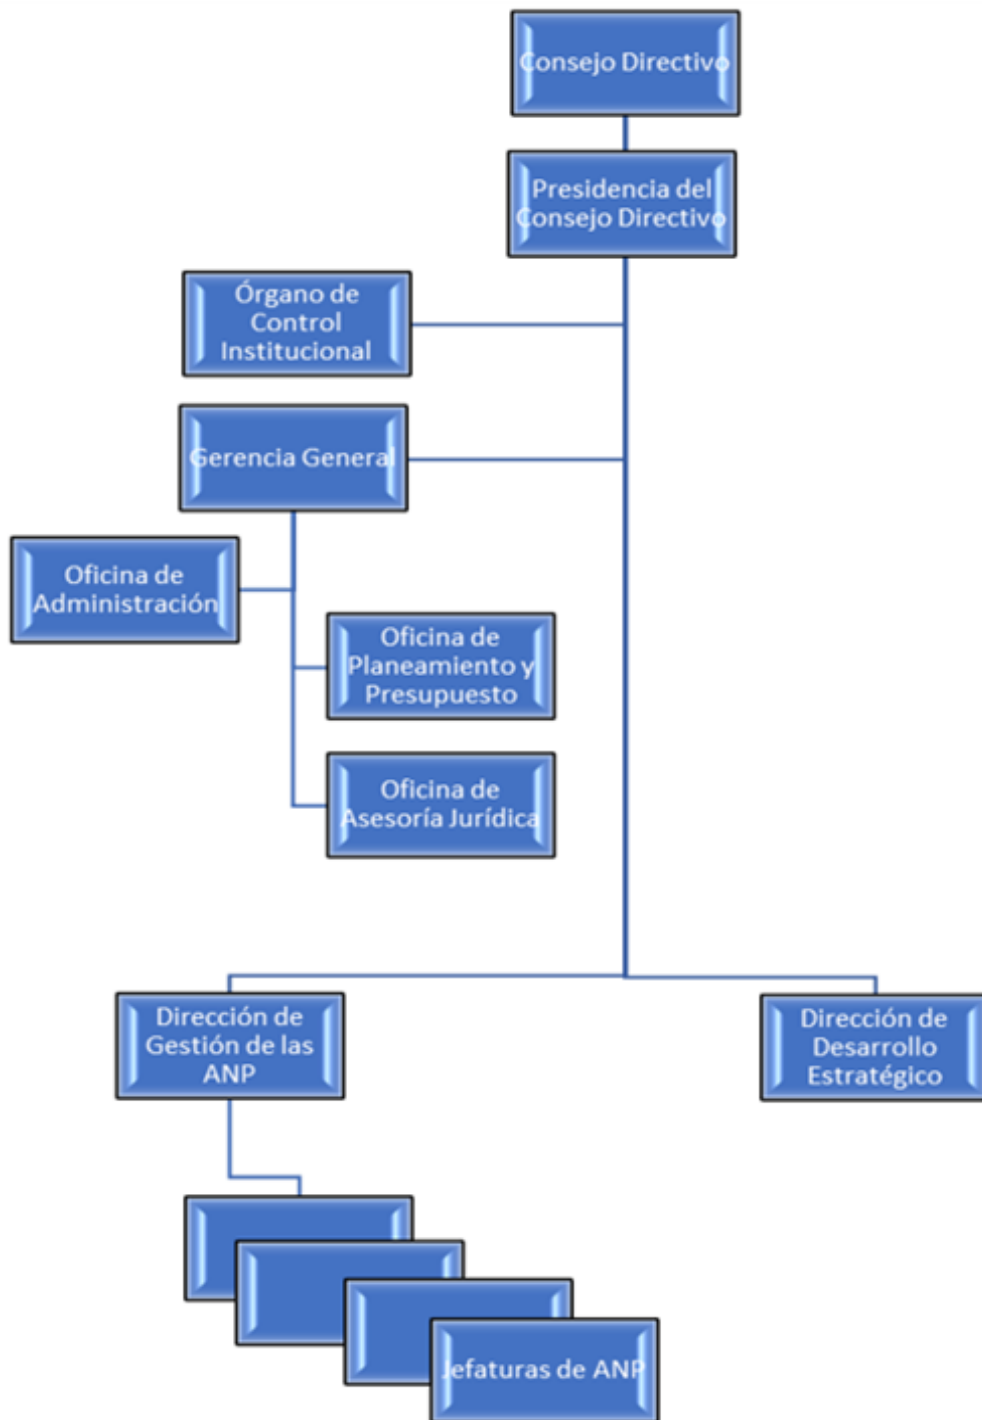 Consejo Directivo
Presidencia del
Consejo Directivo
Órgano de
Control
Institucional
Gerencia General
Oficina de
Administración
Oficina de
Planeamiento y
Presupuesto
Oficina de
Asesoría Jurídica
Dirección de
Gestión de las
ANP
Dirección de
Desarrollo
Estratégico
Jefaturas de ANP